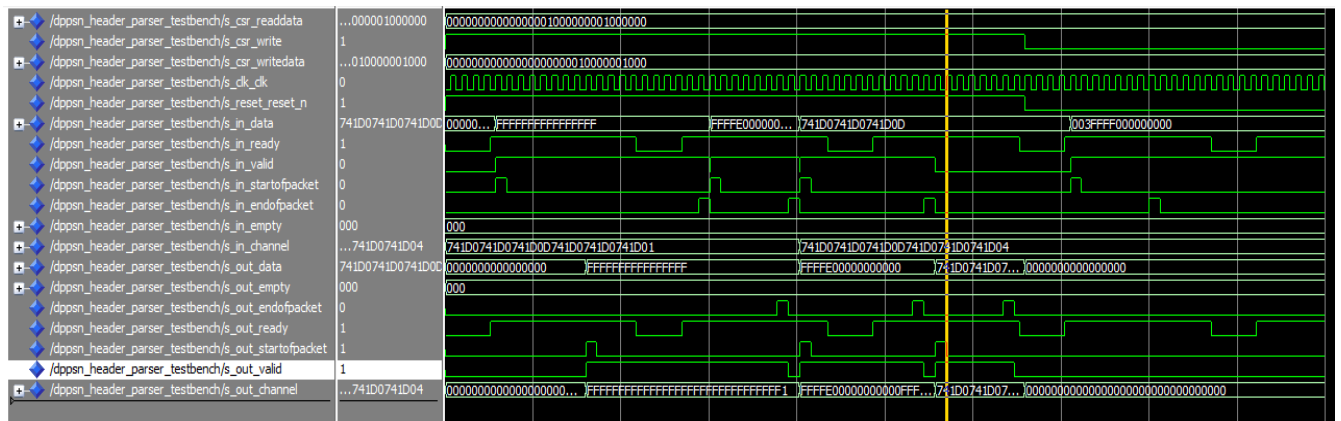 /dppsn_header_parser_testbench/s_csr_readdata ...000001000000 00000000000000001000000001000000
/dppsn_header_parser_testbench/s_csr_write 1
/dppsn_header_parser_testbench/s_csr_writedata ...010000001000 00000000000000000010000001000
/dppsn_header_parser_testbench/s_clk_clk 0
/dppsn_header_parser_testbench/s_reset_reset_n 1
/dppsn_header_parser_testbench/s_in_data 741D0741D0741D0D 00000... FFFFFFFFFFFFFFFF FFFFE000000... 741D0741D0741D0D 003FFFF000000000
/dppsn_header_parser_testbench/s_in_ready 1
/dppsn_header_parser_testbench/s_in_valid 0
/dppsn_header_parser_testbench/s_in_startofpacket 0
/dppsn_header_parser_testbench/s_in_endofpacket 0
/dppsn_header_parser_testbench/s_in_empty 000 000
/dppsn_header_parser_testbench/s_in_channel ...741D0741D04 741D0741D0741D0D741D0741D0741D01 741D0741D0741D0D741D0741D0741D04
/dppsn_header_parser_testbench/s_out_data 741D0741D0741D0D 0000000000000000 FFFFFFFFFFFFFFFF FFFFE00000000000 741D0741D07... 0000000000000000
/dppsn_header_parser_testbench/s_out_empty 000 000
/dppsn_header_parser_testbench/s_out_endofpacket 0
/dppsn_header_parser_testbench/s_out_ready 1
/dppsn_header_parser_testbench/s_out_startofpacket 1
/dppsn_header_parser_testbench/s_out_valid 1
/dppsn_header_parser_testbench/s_out_channel ...741D0741D04 000000000000000000... FFFFFFFFFFFFFFFFFFFFFFFFFFFFFFF1 FFFFE00000000000FFF... 741D0741D07... 00000000000000000000000000000000